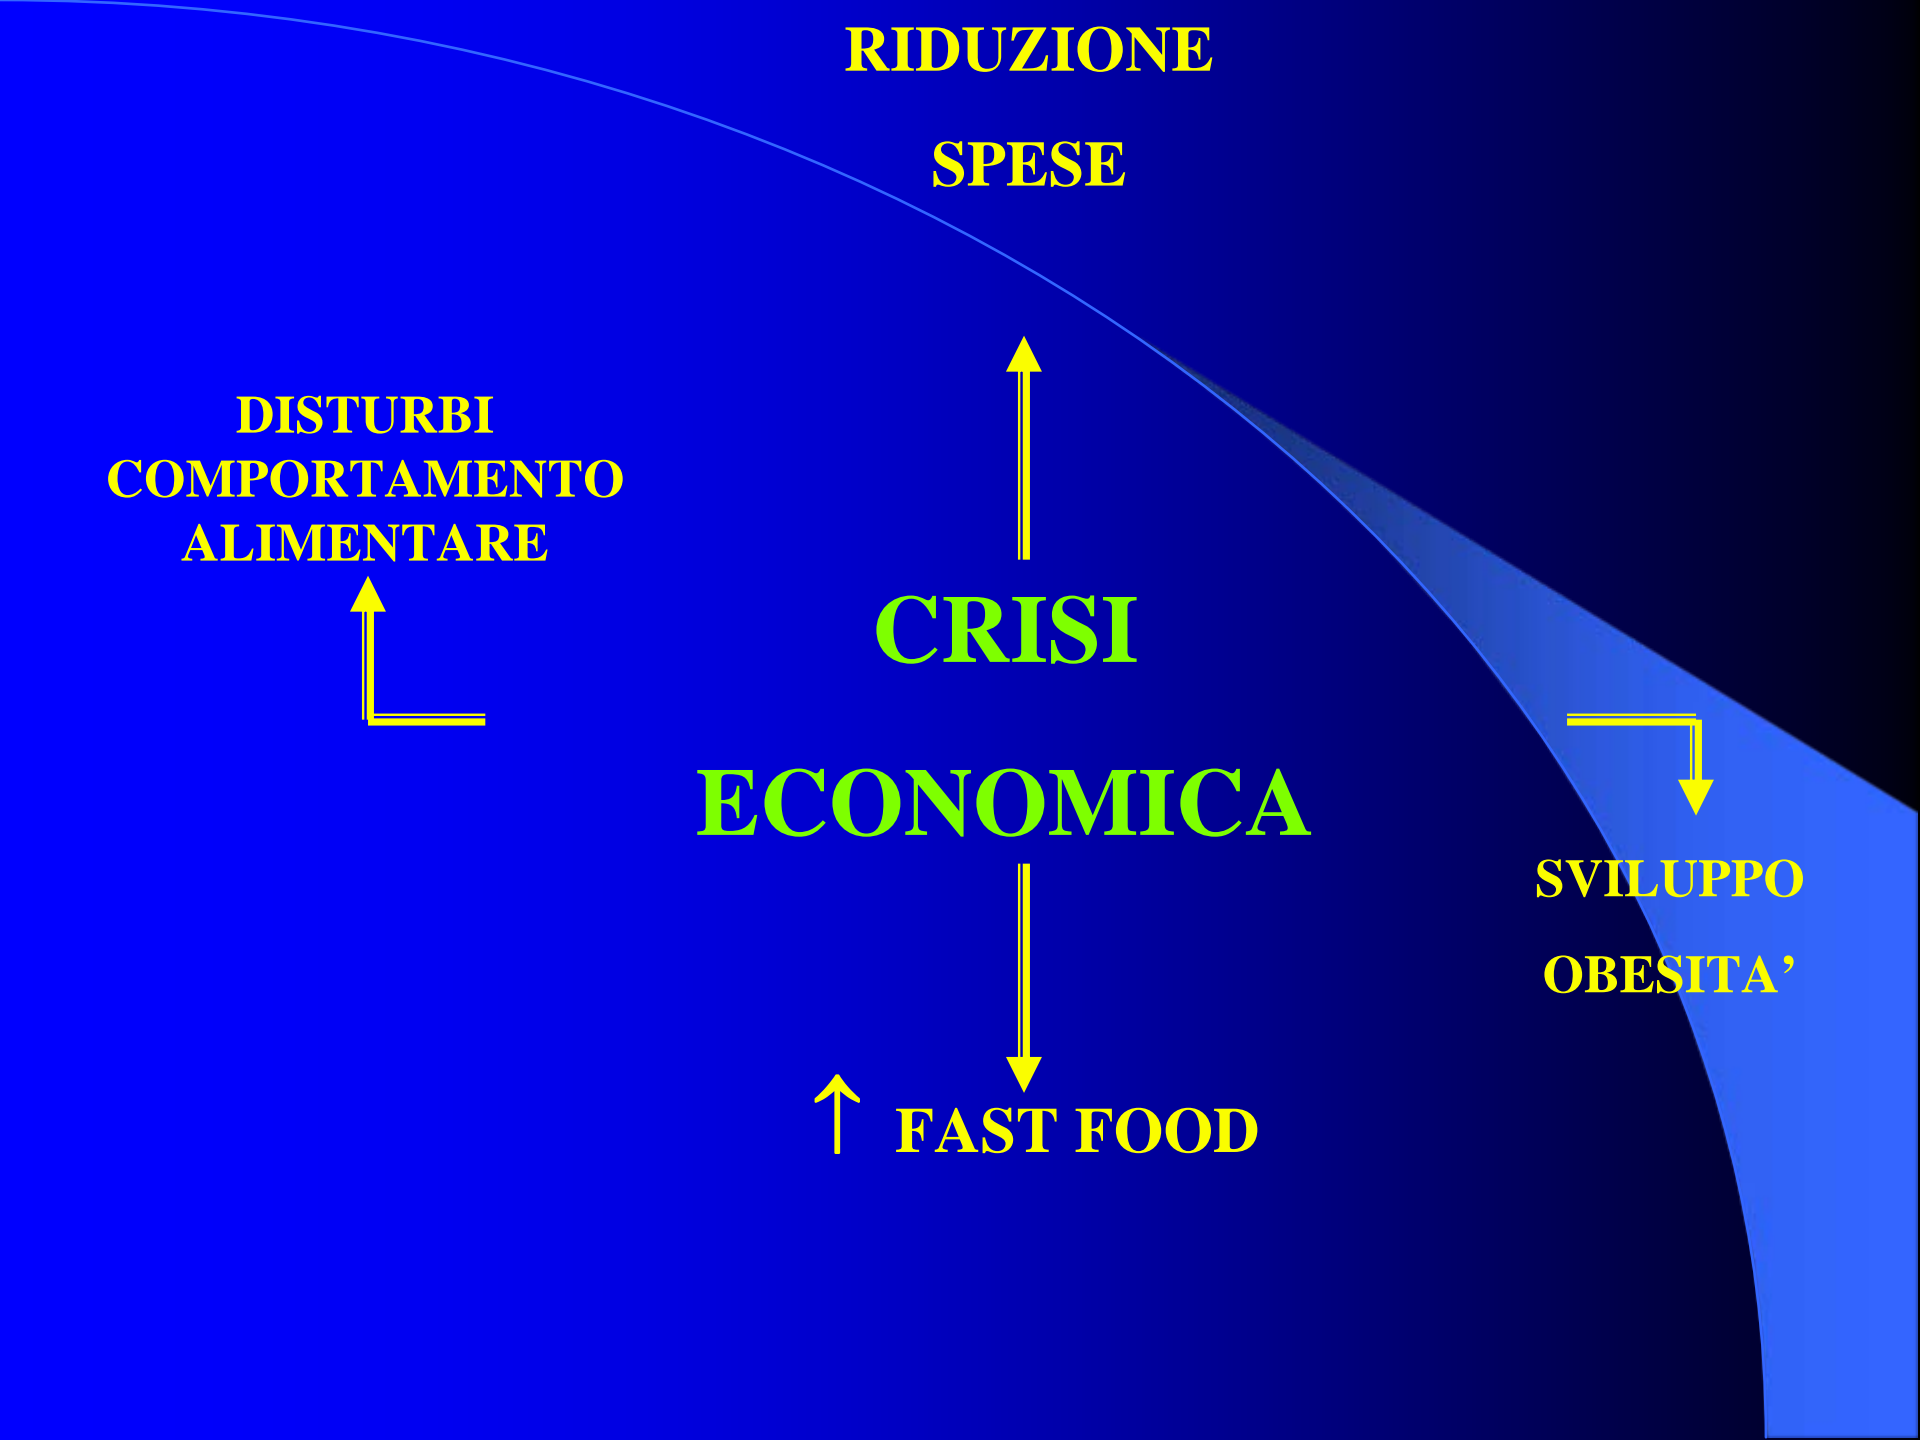 RIDUZIONE
SPESE
DISTURBI
COMPORTAMENTO
ALIMENTARE
CRISI
ECONOMICA
SVILUPPO
OBESITA’
↑ FAST FOOD